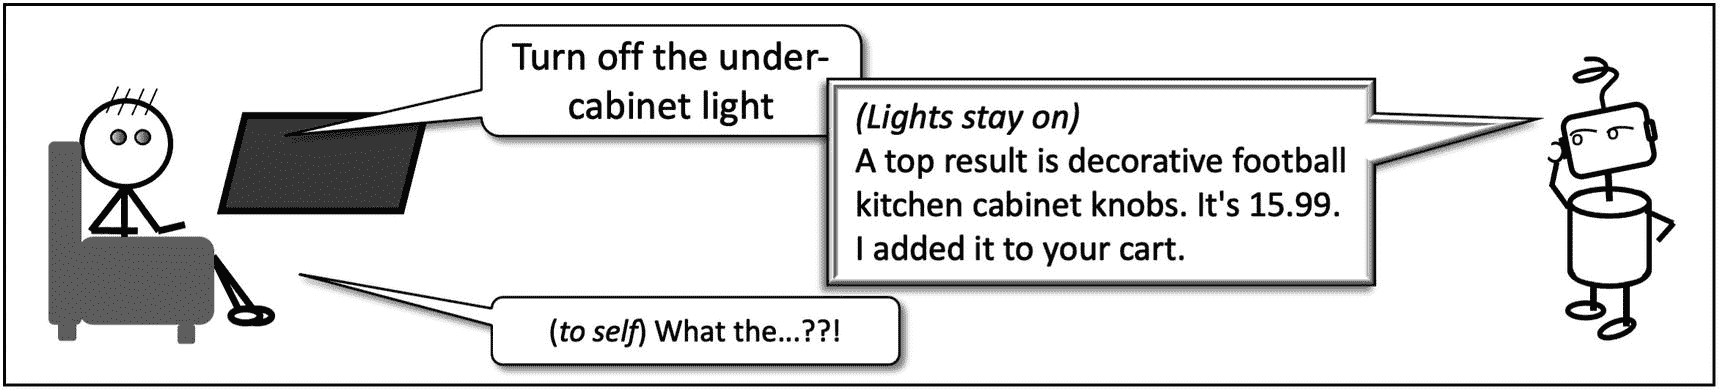 Turn off the under-
cabinet light
(Lights stay on)
A top result is decorative football
kitchen cabinet knobs. It's 15.99.
I added it to your cart.
(to self) What the...??!